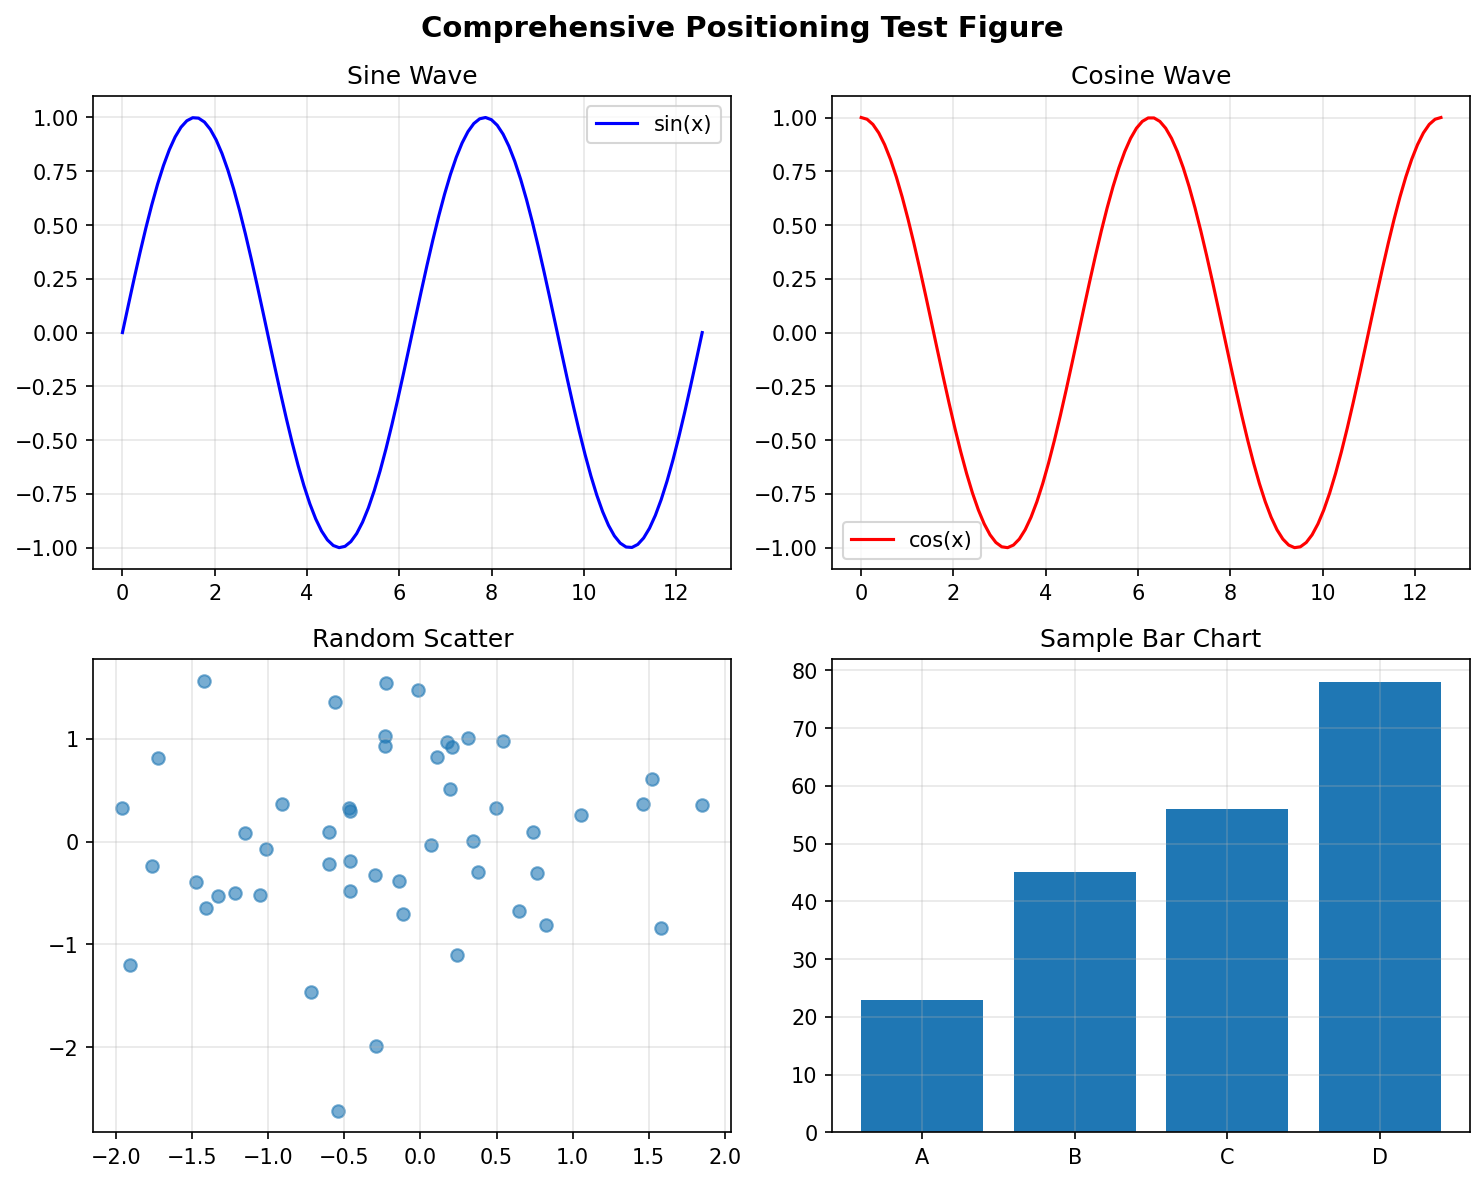 Comprehensive Positioning Test Figure
Sine Wave
1.00
0.75
0.50
0.25
0.00
−0.25
−0.50
−0.75
−1.00
sin(x)
0 2 4 6 8 10 12
Cosine Wave
1.00
0.75
0.50
0.25
0.00
−0.25
−0.50
−0.75
−1.00
cos(x)
0 2 4 6 8 10 12
Random Scatter
1
0
−1
−2
−2.0 −1.5 −1.0 −0.5 0.0 0.5 1.0 1.5 2.0
Sample Bar Chart
80
70
60
50
40
30
20
10
0
A B C D